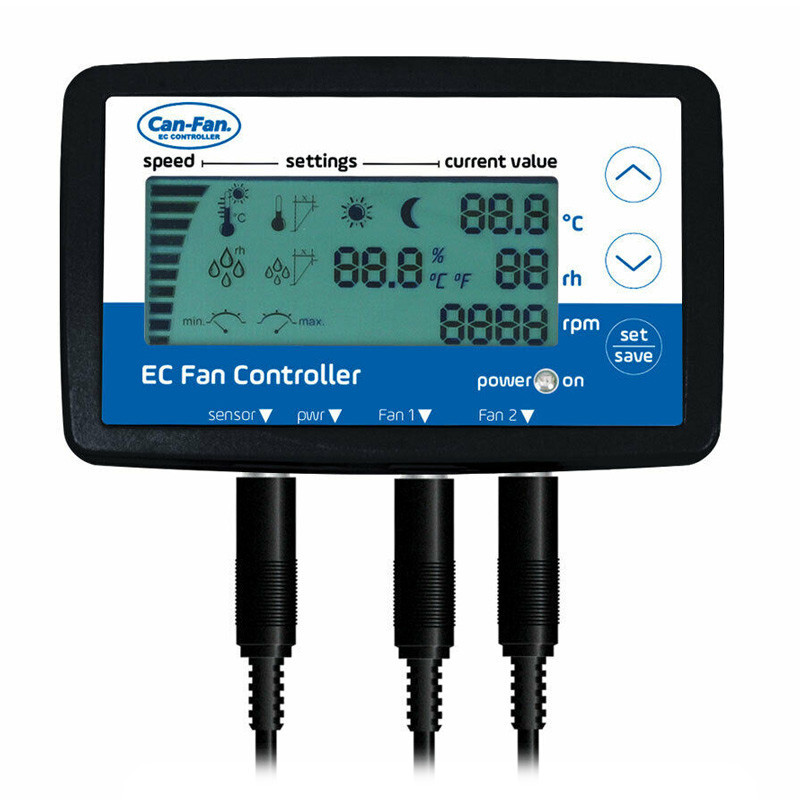 Can-Fan.
EC CONTROLLER
speed settings current value
°C 88.8 °C
rh 88.8 % °C °F 88 rh
min. max. 8888 rpm
set
save
EC Fan Controller
power on
sensor▼ pwr▼ Fan 1▼ Fan 2▼